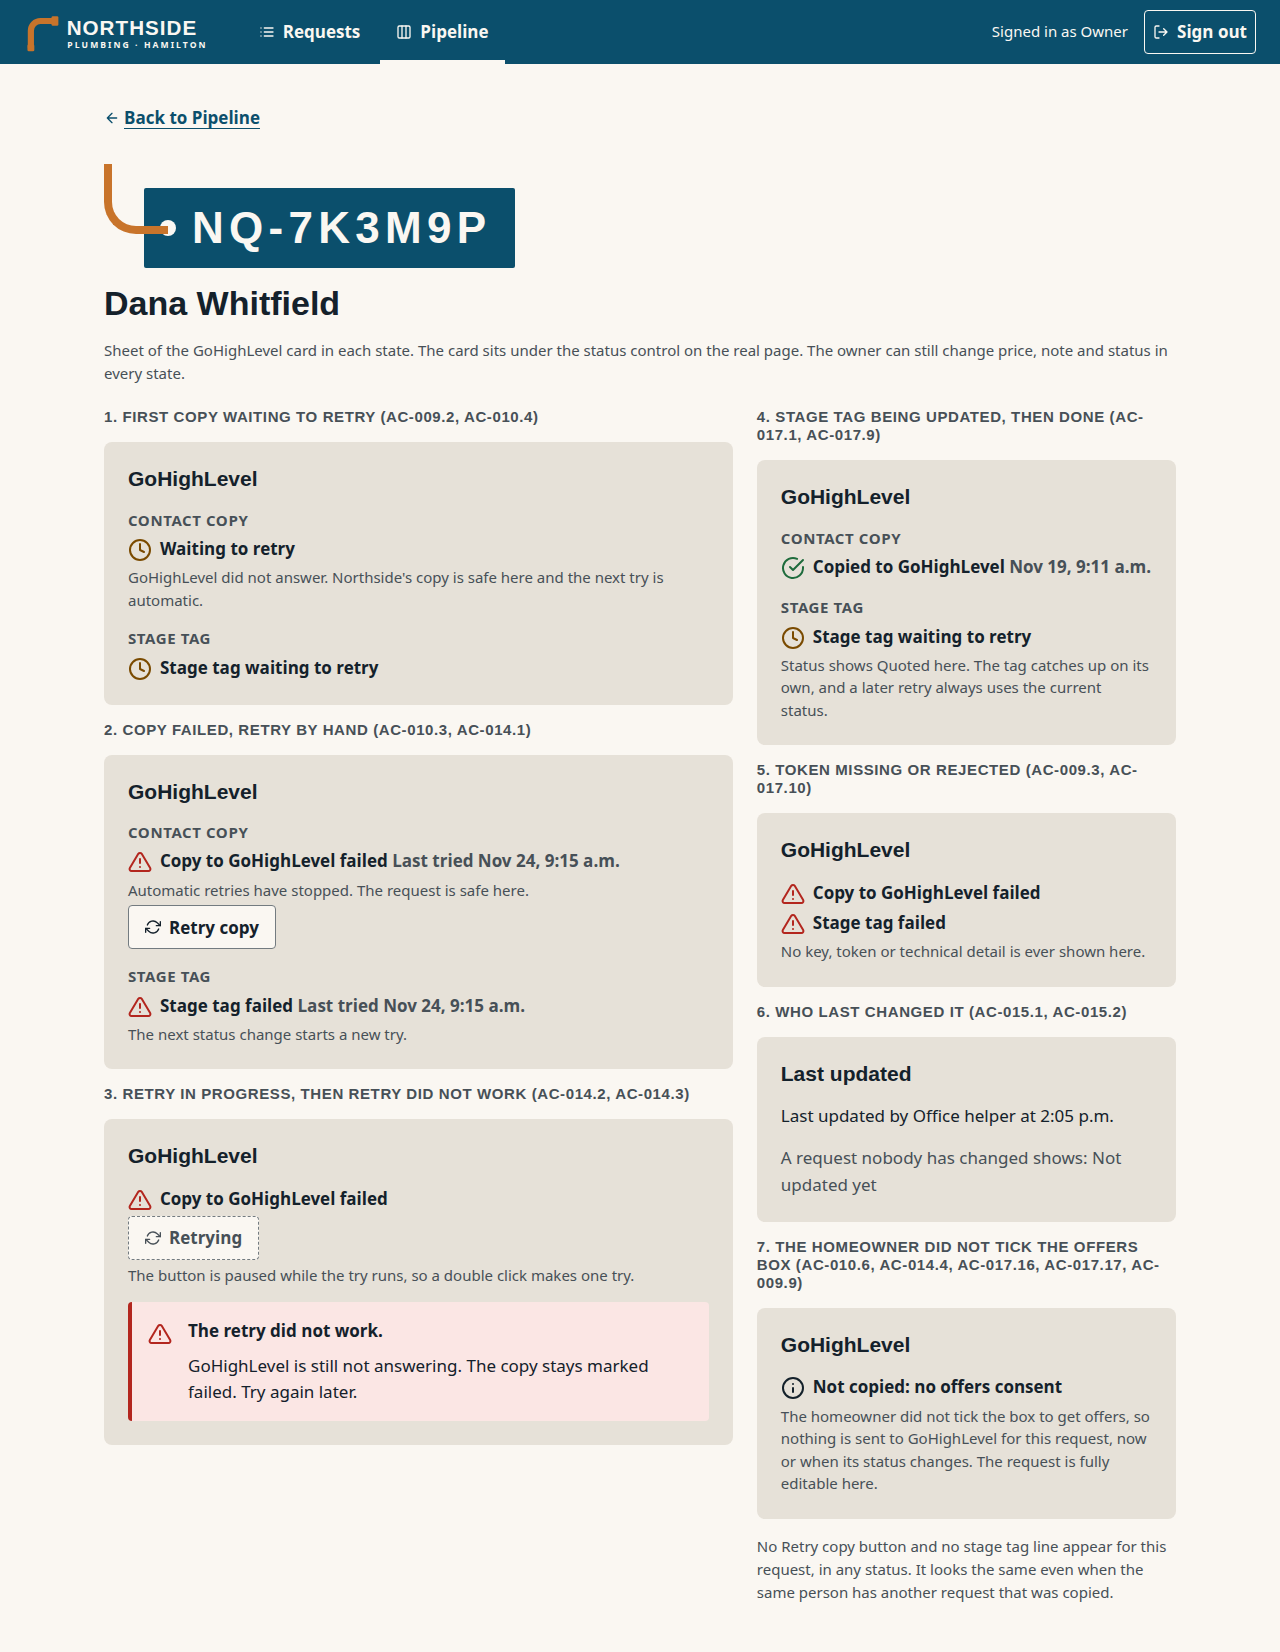 NORTHSIDE
PLUMBING · HAMILTON
Requests
Pipeline
Signed in as Owner
Sign out
Back to Pipeline
NQ-7K3M9P
Dana Whitfield
Sheet of the GoHighLevel card in each state. The card sits under the status control on the real page. The owner can still change price, note and status in
every state.
1. FIRST COPY WAITING TO RETRY (AC-009.2, AC-010.4)
GoHighLevel
CONTACT COPY
Waiting to retry
GoHighLevel did not answer. Northside's copy is safe here and the next try is
automatic.
STAGE TAG
Stage tag waiting to retry
2. COPY FAILED, RETRY BY HAND (AC-010.3, AC-014.1)
GoHighLevel
CONTACT COPY
Copy to GoHighLevel failed Last tried Nov 24, 9:15 a.m.
Automatic retries have stopped. The request is safe here.
Retry copy
STAGE TAG
Stage tag failed Last tried Nov 24, 9:15 a.m.
The next status change starts a new try.
3. RETRY IN PROGRESS, THEN RETRY DID NOT WORK (AC-014.2, AC-014.3)
GoHighLevel
Copy to GoHighLevel failed
Retrying
The button is paused while the try runs, so a double click makes one try.
The retry did not work.
GoHighLevel is still not answering. The copy stays marked
failed. Try again later.
4. STAGE TAG BEING UPDATED, THEN DONE (AC-
017.1, AC-017.9)
GoHighLevel
CONTACT COPY
Copied to GoHighLevel Nov 19, 9:11 a.m.
STAGE TAG
Stage tag waiting to retry
Status shows Quoted here. The tag catches up on its
own, and a later retry always uses the current
status.
5. TOKEN MISSING OR REJECTED (AC-009.3, AC-
017.10)
GoHighLevel
Copy to GoHighLevel failed
Stage tag failed
No key, token or technical detail is ever shown here.
6. WHO LAST CHANGED IT (AC-015.1, AC-015.2)
Last updated
Last updated by Office helper at 2:05 p.m.
A request nobody has changed shows: Not
updated yet
7. THE HOMEOWNER DID NOT TICK THE OFFERS
BOX (AC-010.6, AC-014.4, AC-017.16, AC-017.17, AC-
009.9)
GoHighLevel
Not copied: no offers consent
The homeowner did not tick the box to get offers, so
nothing is sent to GoHighLevel for this request, now
or when its status changes. The request is fully
editable here.
No Retry copy button and no stage tag line appear for this
request, in any status. It looks the same even when the
same person has another request that was copied.